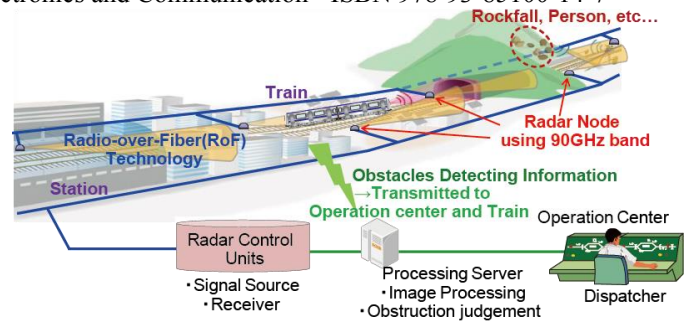 Rockfall, Person, etc…
Train
Radar Node
using 90GHz band
Radio-over-Fiber(RoF)
Technology
Station
Obstacles Detecting Information
→Transmitted to
Operation center and Train
Operation Center
Radar Control
Units
・Signal Source
・Receiver
Processing Server
・Image Processing
・Obstruction judgement
Dispatcher